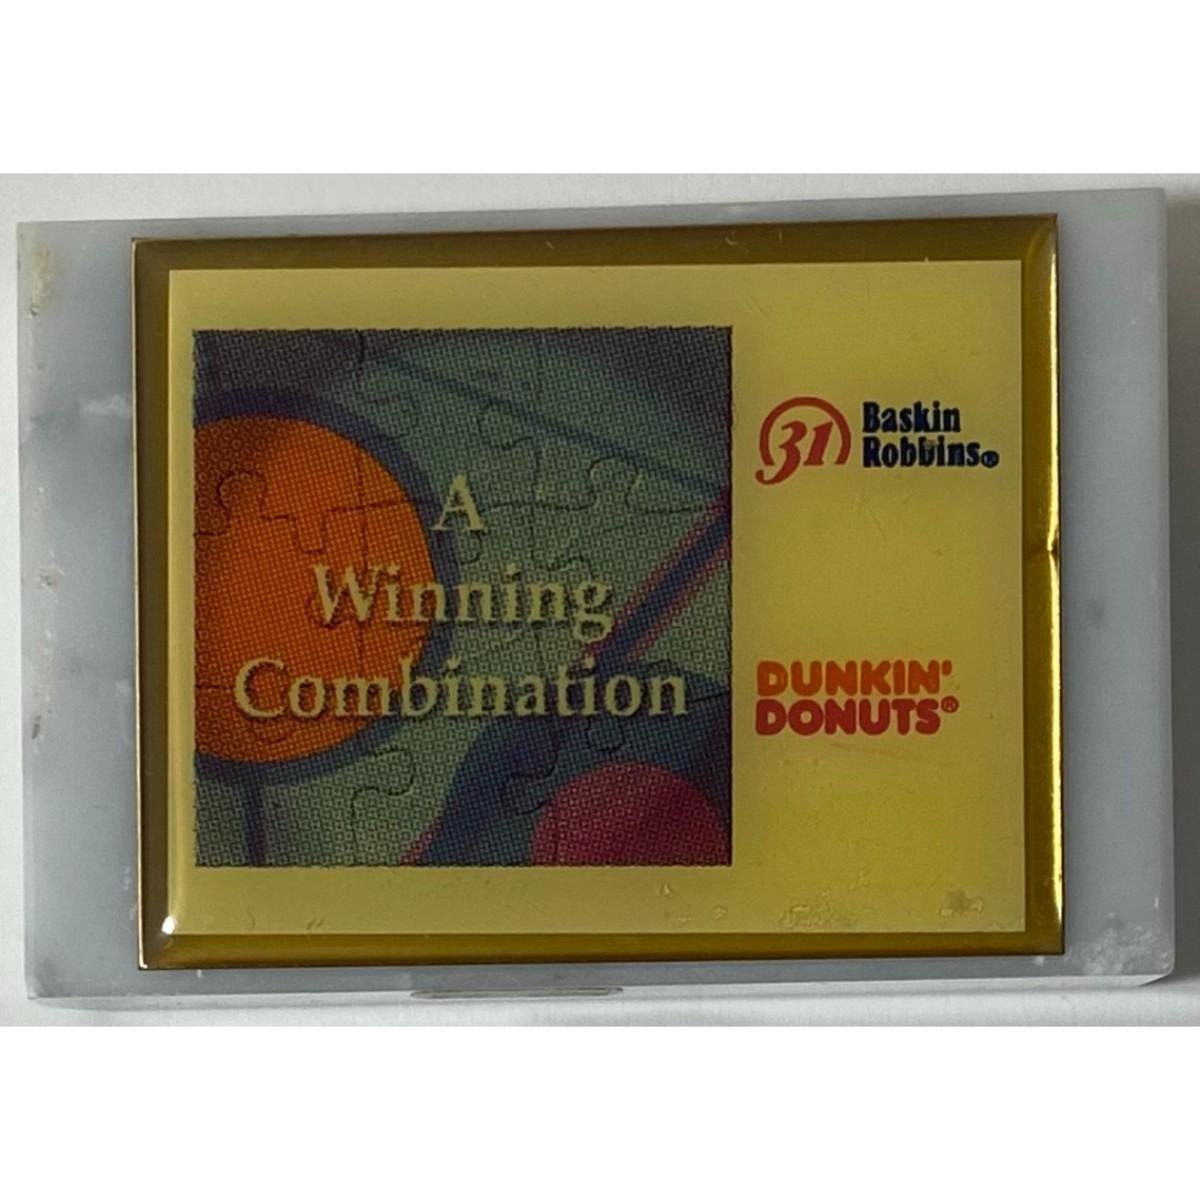 A
Winning
Combination
31 Baskin
Robbins®
DUNKIN'
DONUTS®